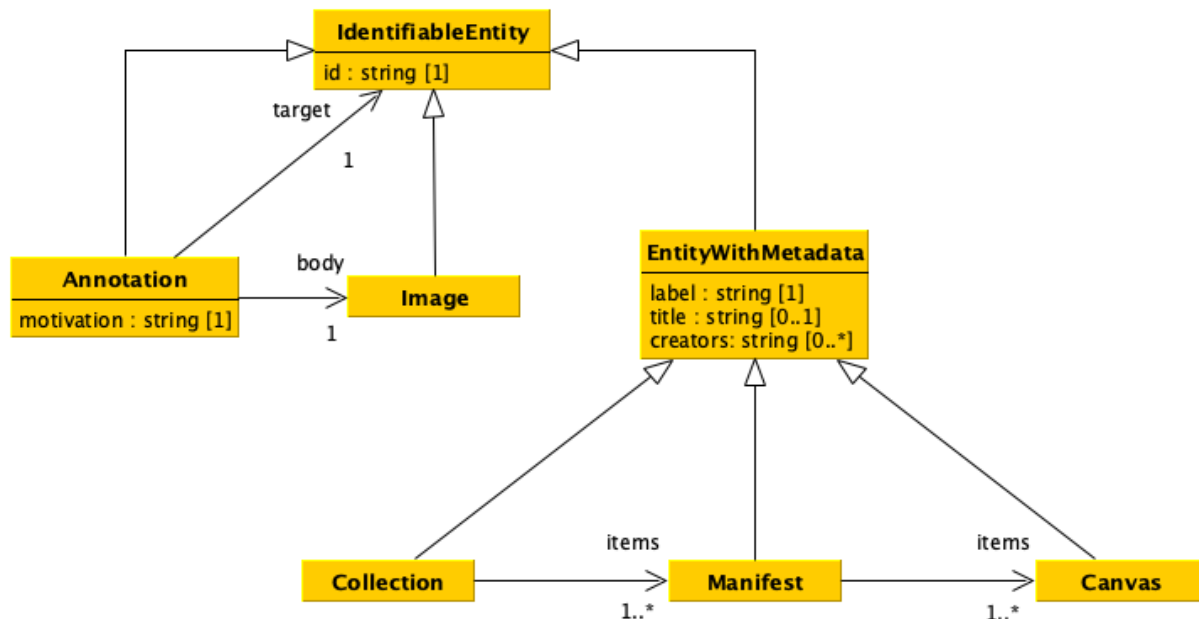 IdentifiableEntity
id : string [1]
target
1
Annotation
motivation : string [1]
body
1
Image
EntityWithMetadata
label : string [1]
title : string [0..1]
creators: string [0..*]
items
items
Collection
Manifest
Canvas
1..*
1..*